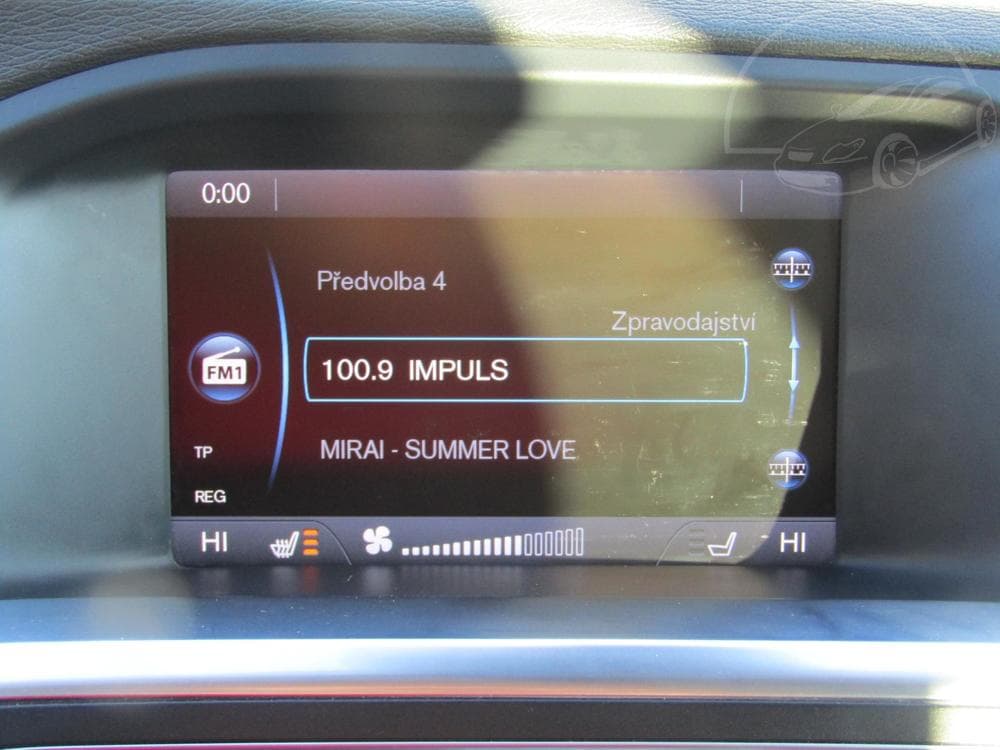 0:00
Předvolba 4
Zpravodajství
FM1
100.9 IMPULS
TP
MIRAI - SUMMER LOVE
REG
HI HI